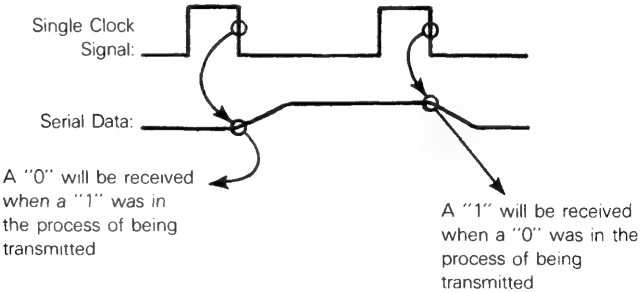 Single Clock
Signal:
Serial Data:
A "0" will be received
when a "1" was in
the process of being
transmitted
A "1" will be received
when a "0" was in the
process of being
transmitted